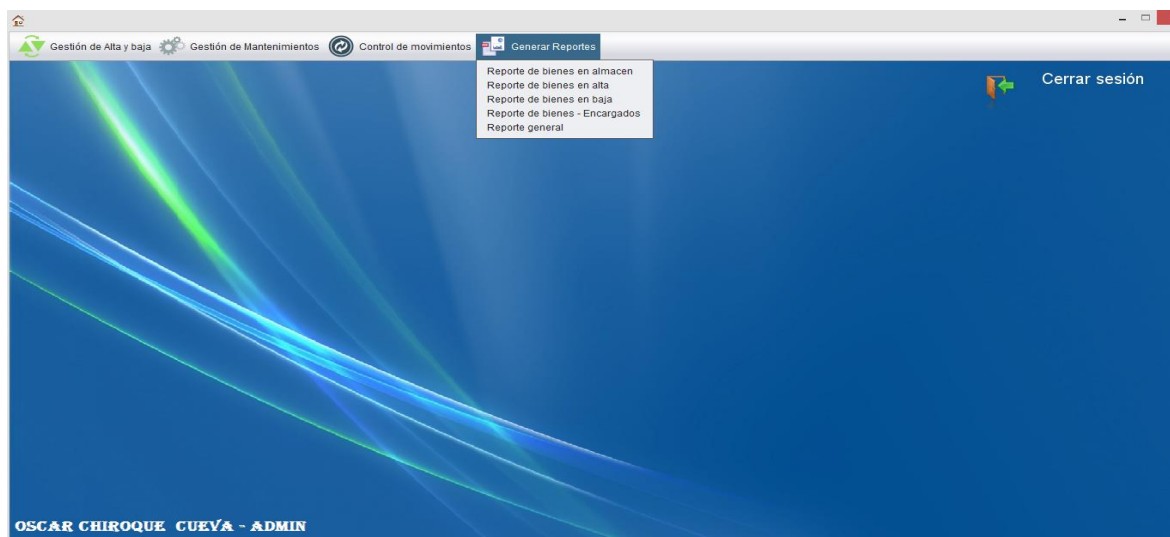 Gestión de Alta y baja Gestión de Mantenimientos Control de movimientos Generar Reportes
Reporte de bienes en almacen
Reporte de bienes en alta
Reporte de bienes en baja
Reporte de bienes - Encargados
Reporte general
Cerrar sesión
OSCAR CHIROQUE CUEVA - ADMIN